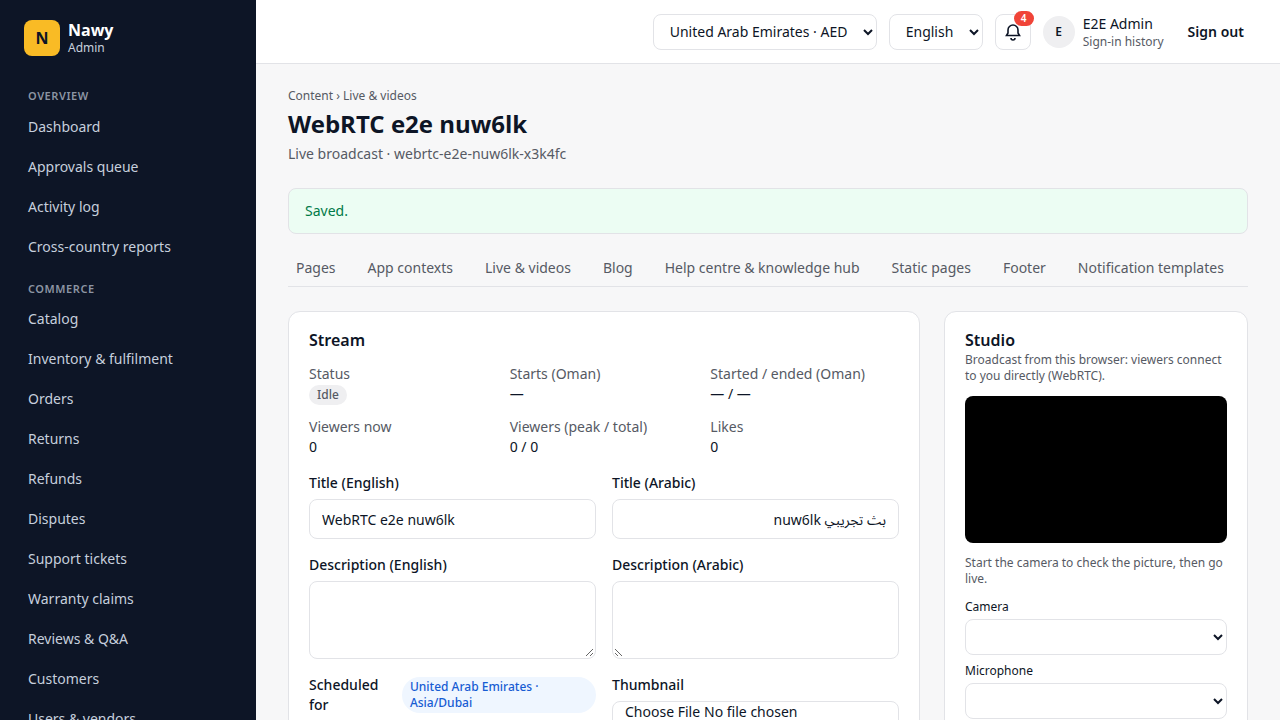 N
Nawy
Admin
OVERVIEW
Dashboard
Approvals queue
Activity log
Cross-country reports
COMMERCE
Catalog
Inventory & fulfilment
Orders
Returns
Refunds
Disputes
Support tickets
Warranty claims
Reviews & Q&A
Customers
Users & vendors
United Arab Emirates · AED
English
4
E
E2E Admin
Sign-in history
Sign out
Content › Live & videos
WebRTC e2e nuw6lk
Live broadcast · webrtc-e2e-nuw6lk-x3k4fc
Saved.
Pages App contexts Live & videos Blog Help centre & knowledge hub Static pages Footer Notification templates
Stream
Status Starts (Oman) Started / ended (Oman)
Idle — — / —
Viewers now Viewers (peak / total) Likes
0 0 / 0 0
Title (English) Title (Arabic)
WebRTC e2e nuw6lk بث تجريبي nuw6lk
Description (English) Description (Arabic)
Scheduled for
United Arab Emirates ·
Asia/Dubai
Thumbnail
Choose File No file chosen
Studio
Broadcast from this browser: viewers connect
to you directly (WebRTC).
Start the camera to check the picture, then go
live.
Camera
Microphone